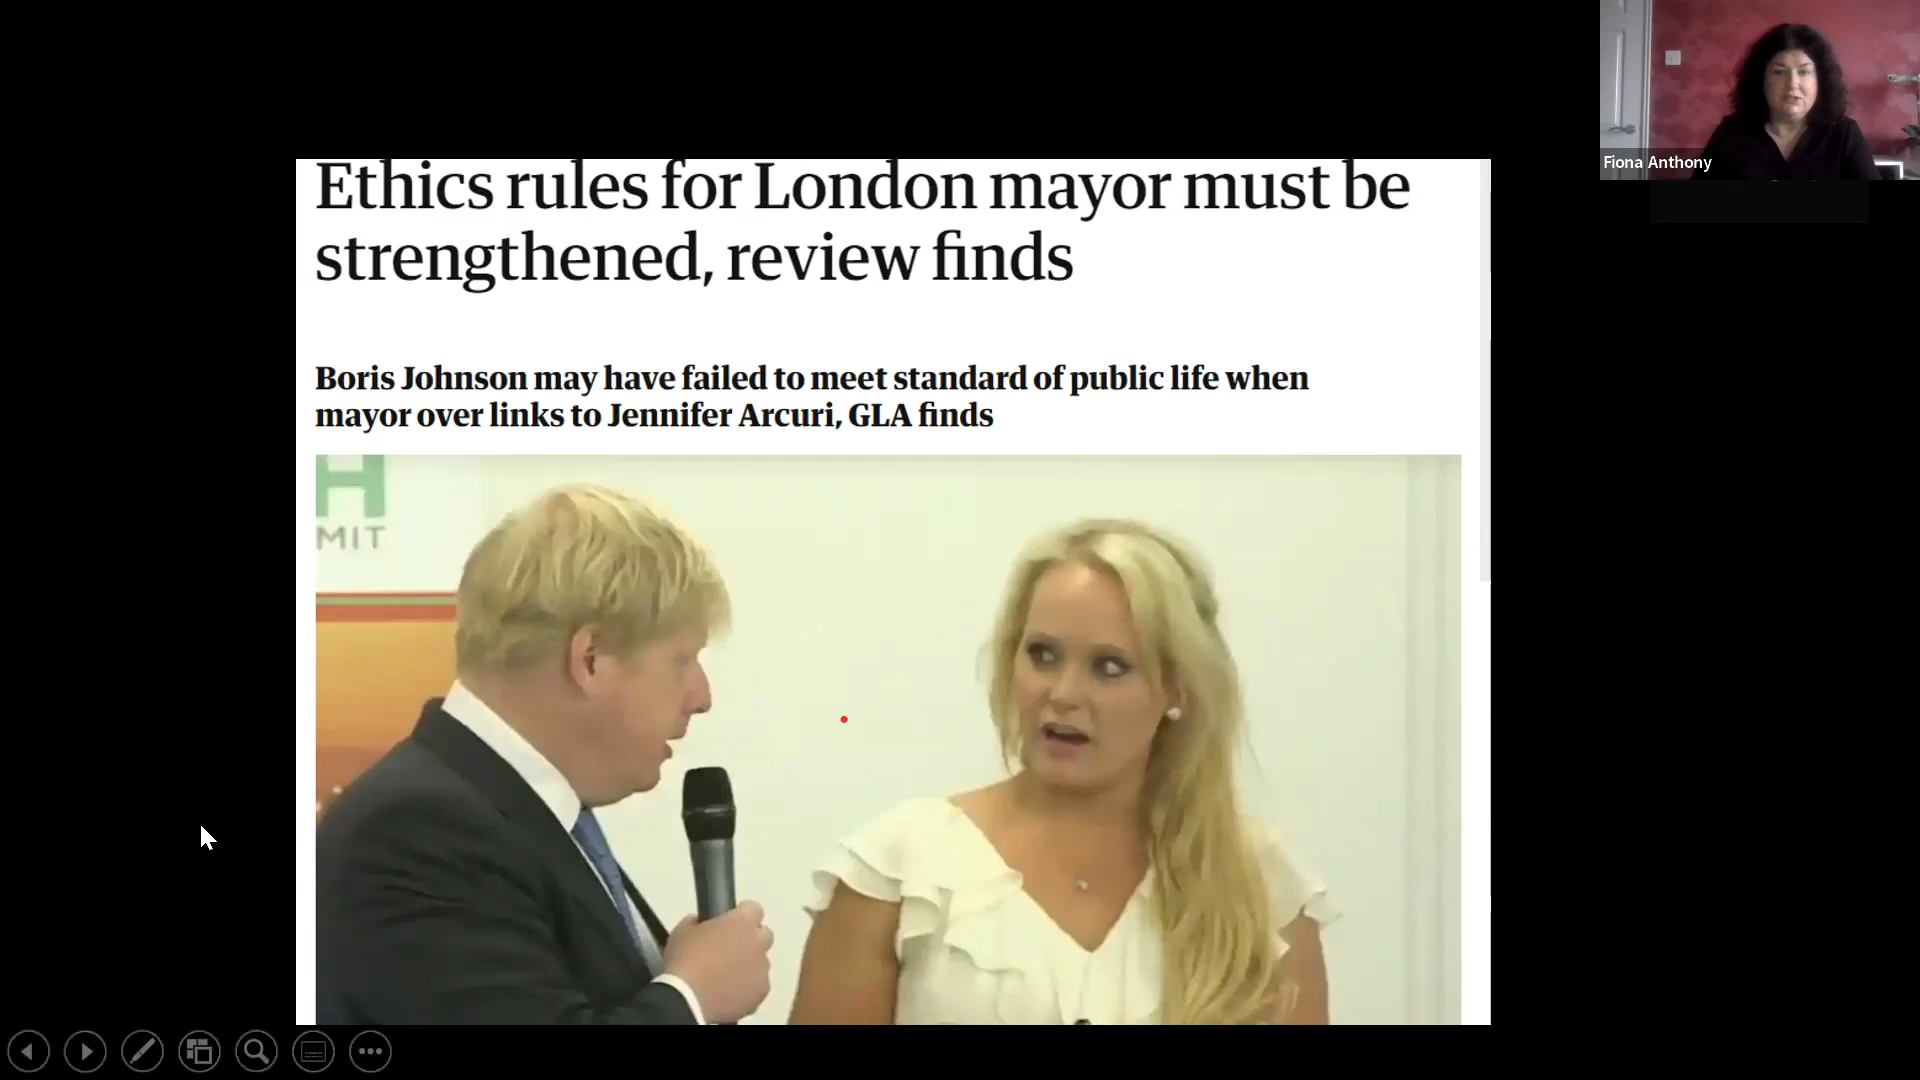 Ethics rules for London mayor must be
strengthened, review finds
Boris Johnson may have failed to meet standard of public life when
mayor over links to Jennifer Arcuri, GLA finds
H
MIT
Fiona Anthony